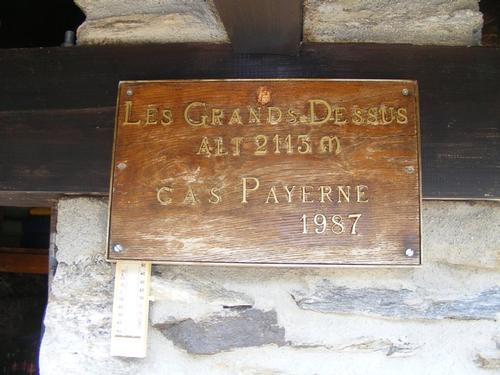 LES GRANDS-DESSUS
ALT 2113 M
CAS PAYERNE
1987